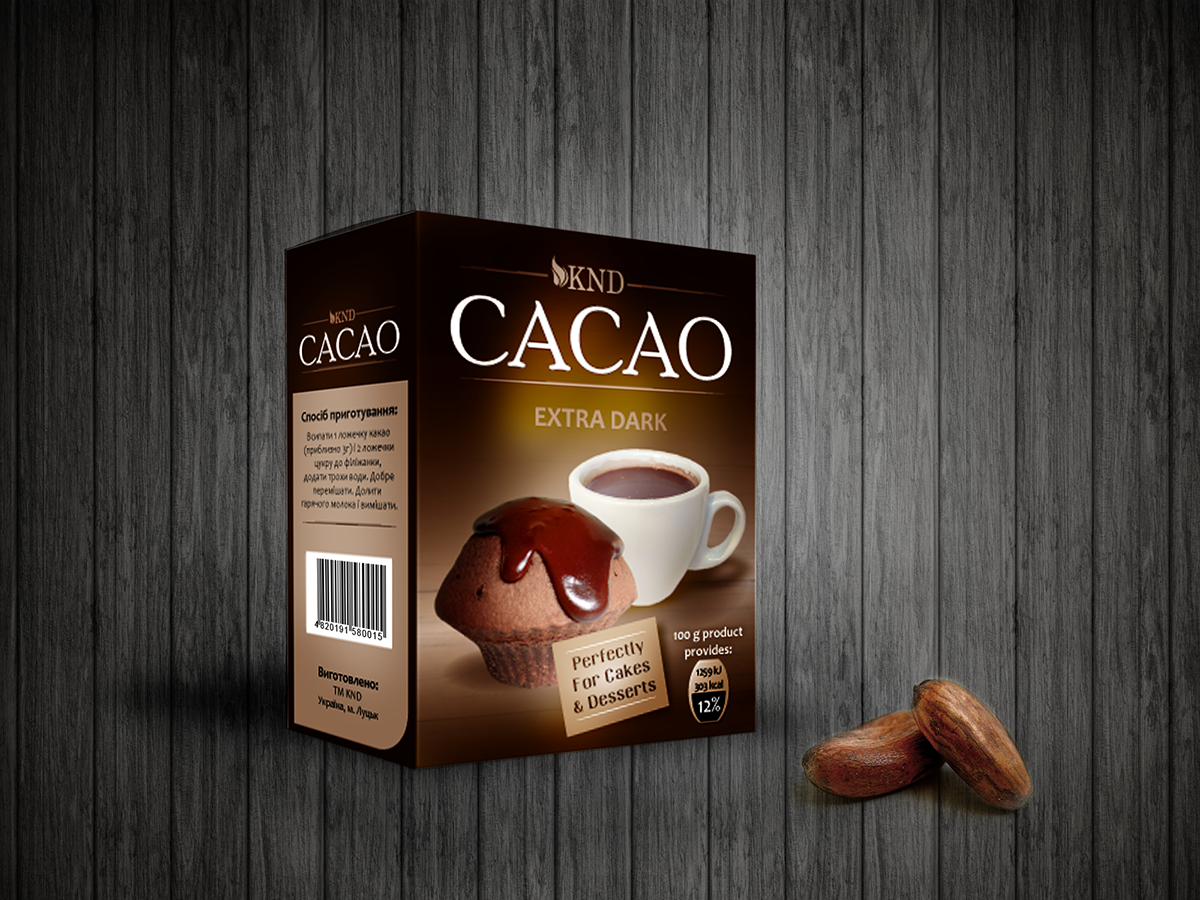 KND
CACAO
EXTRA DARK
Perfectly
For Cakes
& Desserts
100 g product
provides:
1259 kJ
303 kcal
12%
KND
CACAO
Спосіб приготування:
Всипати 1 ложечку какао
(приблизно 3г) і 2 ложечки
цукру до філіжанки,
додати трохи води. Добре
перемішати. Долити
гарячого молока і вимішати.
4820191 580015
Виготовлено:
ТМ KND
Україна, м. Луцьк